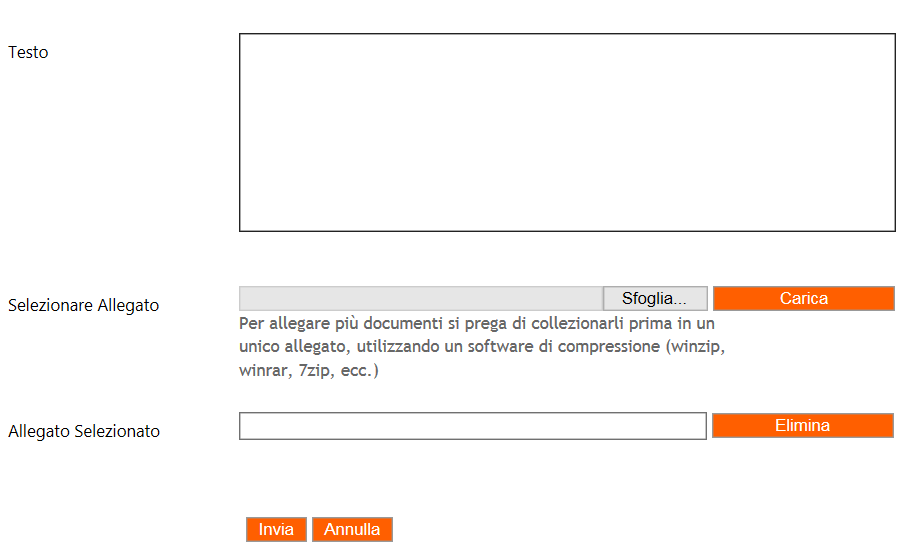 Testo
Selezionare Allegato
Sfoglia...
Carica
Per allegare più documenti si prega di collezionarli prima in un
unico allegato, utilizzando un software di compressione (winzip,
winrar, 7zip, ecc.)
Allegato Selezionato
Elimina
Invia
Annulla